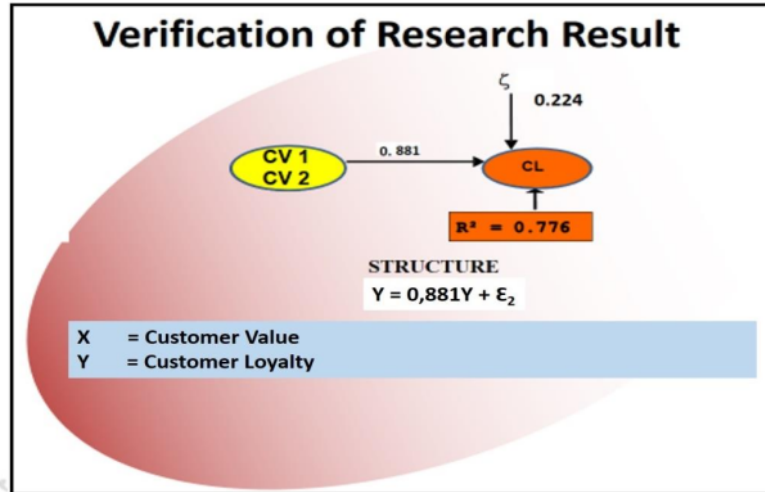 Verification of Research Result
ζ
0.224
CV 1
CV 2
0. 881
CL
R² = 0.776
STRUCTURE
Y = 0,881Y + Ɛ₂
X = Customer Value
Y = Customer Loyalty